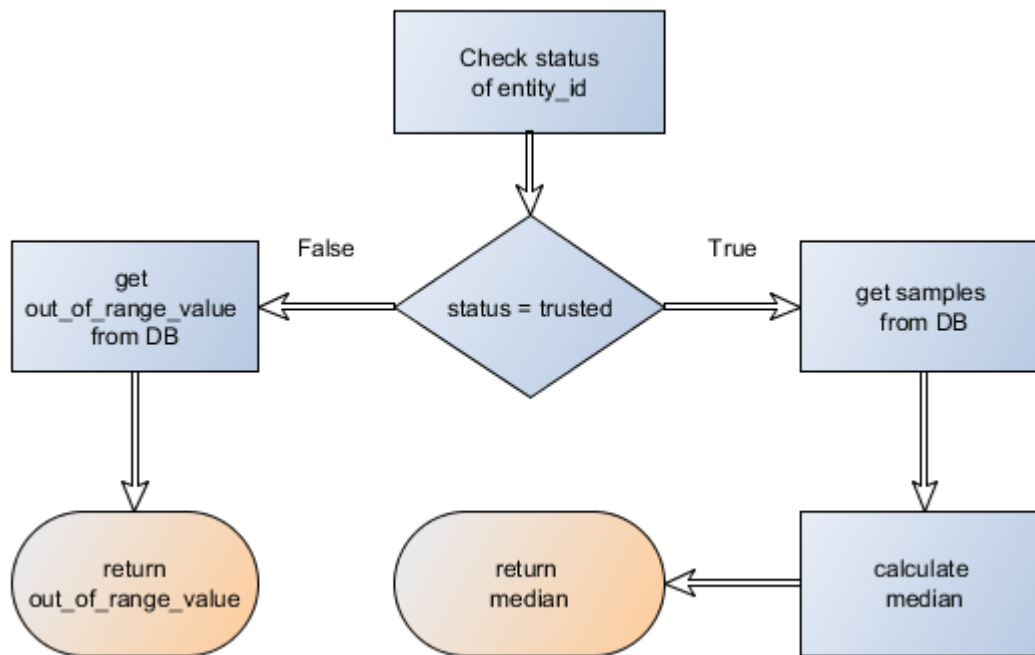 Check status
of entity_id
False
True
get
out_of_range_value
from DB
status = trusted
get samples
from DB
return
out_of_range_value
return
median
calculate
median